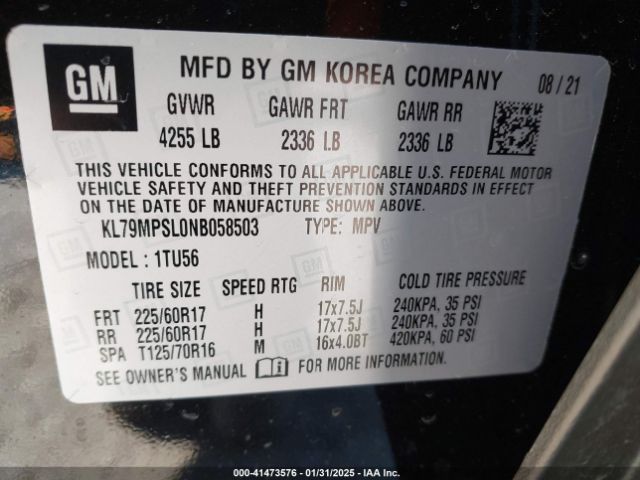 GM
MFD BY GM KOREA COMPANY 08/21
GVWR GAWR FRT GAWR RR
4255 LB 2336 LB 2336 LB
THIS VEHICLE CONFORMS TO ALL APPLICABLE U.S. FEDERAL MOTOR
VEHICLE SAFETY AND THEFT PREVENTION STANDARDS IN EFFECT
ON THE DATE OF MANUFACTURE SHOWN ABOVE.
KL79MPSL0NB058503 TYPE: MPV
MODEL: 1TU56
TIRE SIZE SPEED RTG RIM COLD TIRE PRESSURE
FRT 225/60R17 H 17x7.5J 240KPA, 35 PSI
RR 225/60R17 H 17x7.5J 240KPA, 35 PSI
SPA T125/70R16 M 16x4.0BT 420KPA, 60 PSI
SEE OWNER'S MANUAL FOR MORE INFORMATION
000-41473576 - 01/31/2025 - IAA Inc.